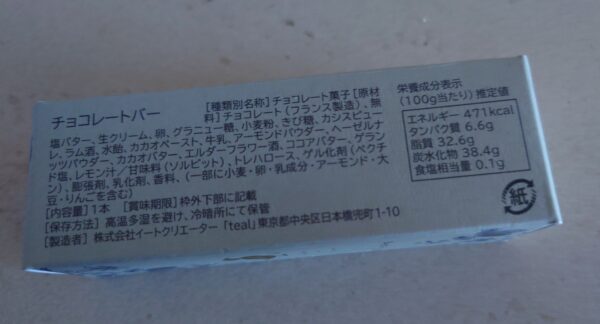 チョコレートバー
[種類別名称]チョコレート菓子[原材
料]チョコレート(フランス製造)、無
塩バター、生クリーム、卵、グラニュー糖、小麦粉、きび糖、カシスピュー
レ、ラム酒、水飴、カカオペースト、牛乳、アーモンドパウダー、ヘーゼルナ
ッツパウダー、カカオバター、エルダーフラワー酒、ココアパウダー、ゲラン
ド塩、レモン汁/甘味料(ソルビット)、トレハロース、ゲル化剤(ペクチ
ン)、膨張剤、乳化剤、香料、(一部に小麦・卵・乳成分・アーモンド・大
豆・りんごを含む)
[内容量]1本 [賞味期限]枠外下部に記載
[保存方法]高温多湿を避け、冷暗所にて保管
[製造者]株式会社イートクリエーター「teal」東京都中央区日本橋兜町1-10
栄養成分表示
(100g当たり)推定値
エネルギー 471kcal
タンパク質 6.6g
脂質 32.6g
炭水化物 38.4g
食塩相当量 0.1g
紙